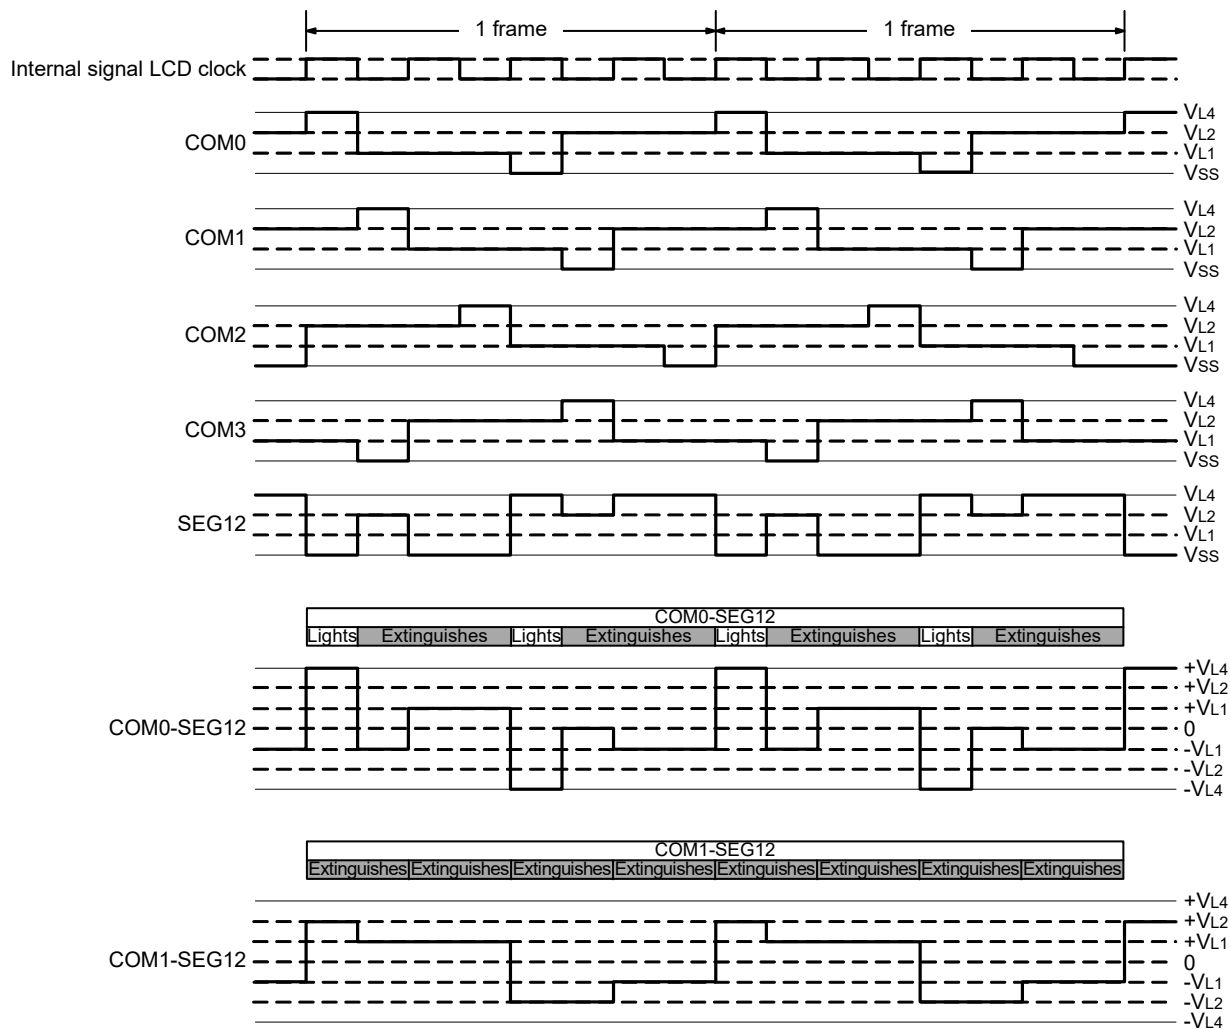 1 frame 1 frame
Internal signal LCD clock
VL4
COM0 VL2
VL1
VSS
VL4
COM1 VL2
VL1
VSS
VL4
COM2 VL2
VL1
VSS
VL4
COM3 VL2
VL1
VSS
VL4
SEG12 VL2
VL1
VSS
COM0-SEG12
Lights Extinguishes Lights Extinguishes Lights Extinguishes Lights Extinguishes
+VL4
+VL2
+VL1
COM0-SEG12 0
-VL1
-VL2
-VL4
COM1-SEG12
Extinguishes Extinguishes Extinguishes Extinguishes Extinguishes Extinguishes Extinguishes Extinguishes
+VL4
+VL2
+VL1
COM1-SEG12 0
-VL1
-VL2
-VL4